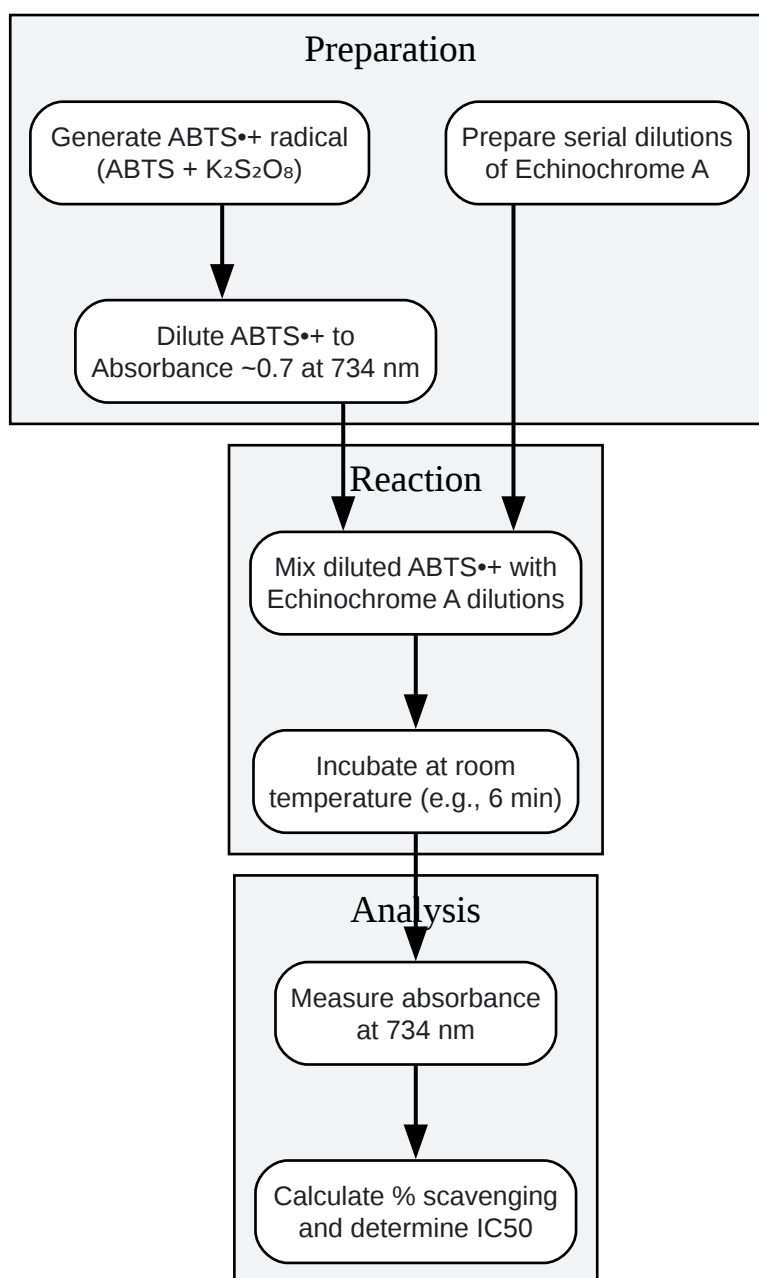 Preparation
Generate ABTS•+ radical
(ABTS + K₂S₂O₈)
Prepare serial dilutions
of Echinochrome A
Dilute ABTS•+ to
Absorbance ~0.7 at 734 nm
Reaction
Mix diluted ABTS•+ with
Echinochrome A dilutions
Incubate at room
temperature (e.g., 6 min)
Analysis
Measure absorbance
at 734 nm
Calculate % scavenging
and determine IC50